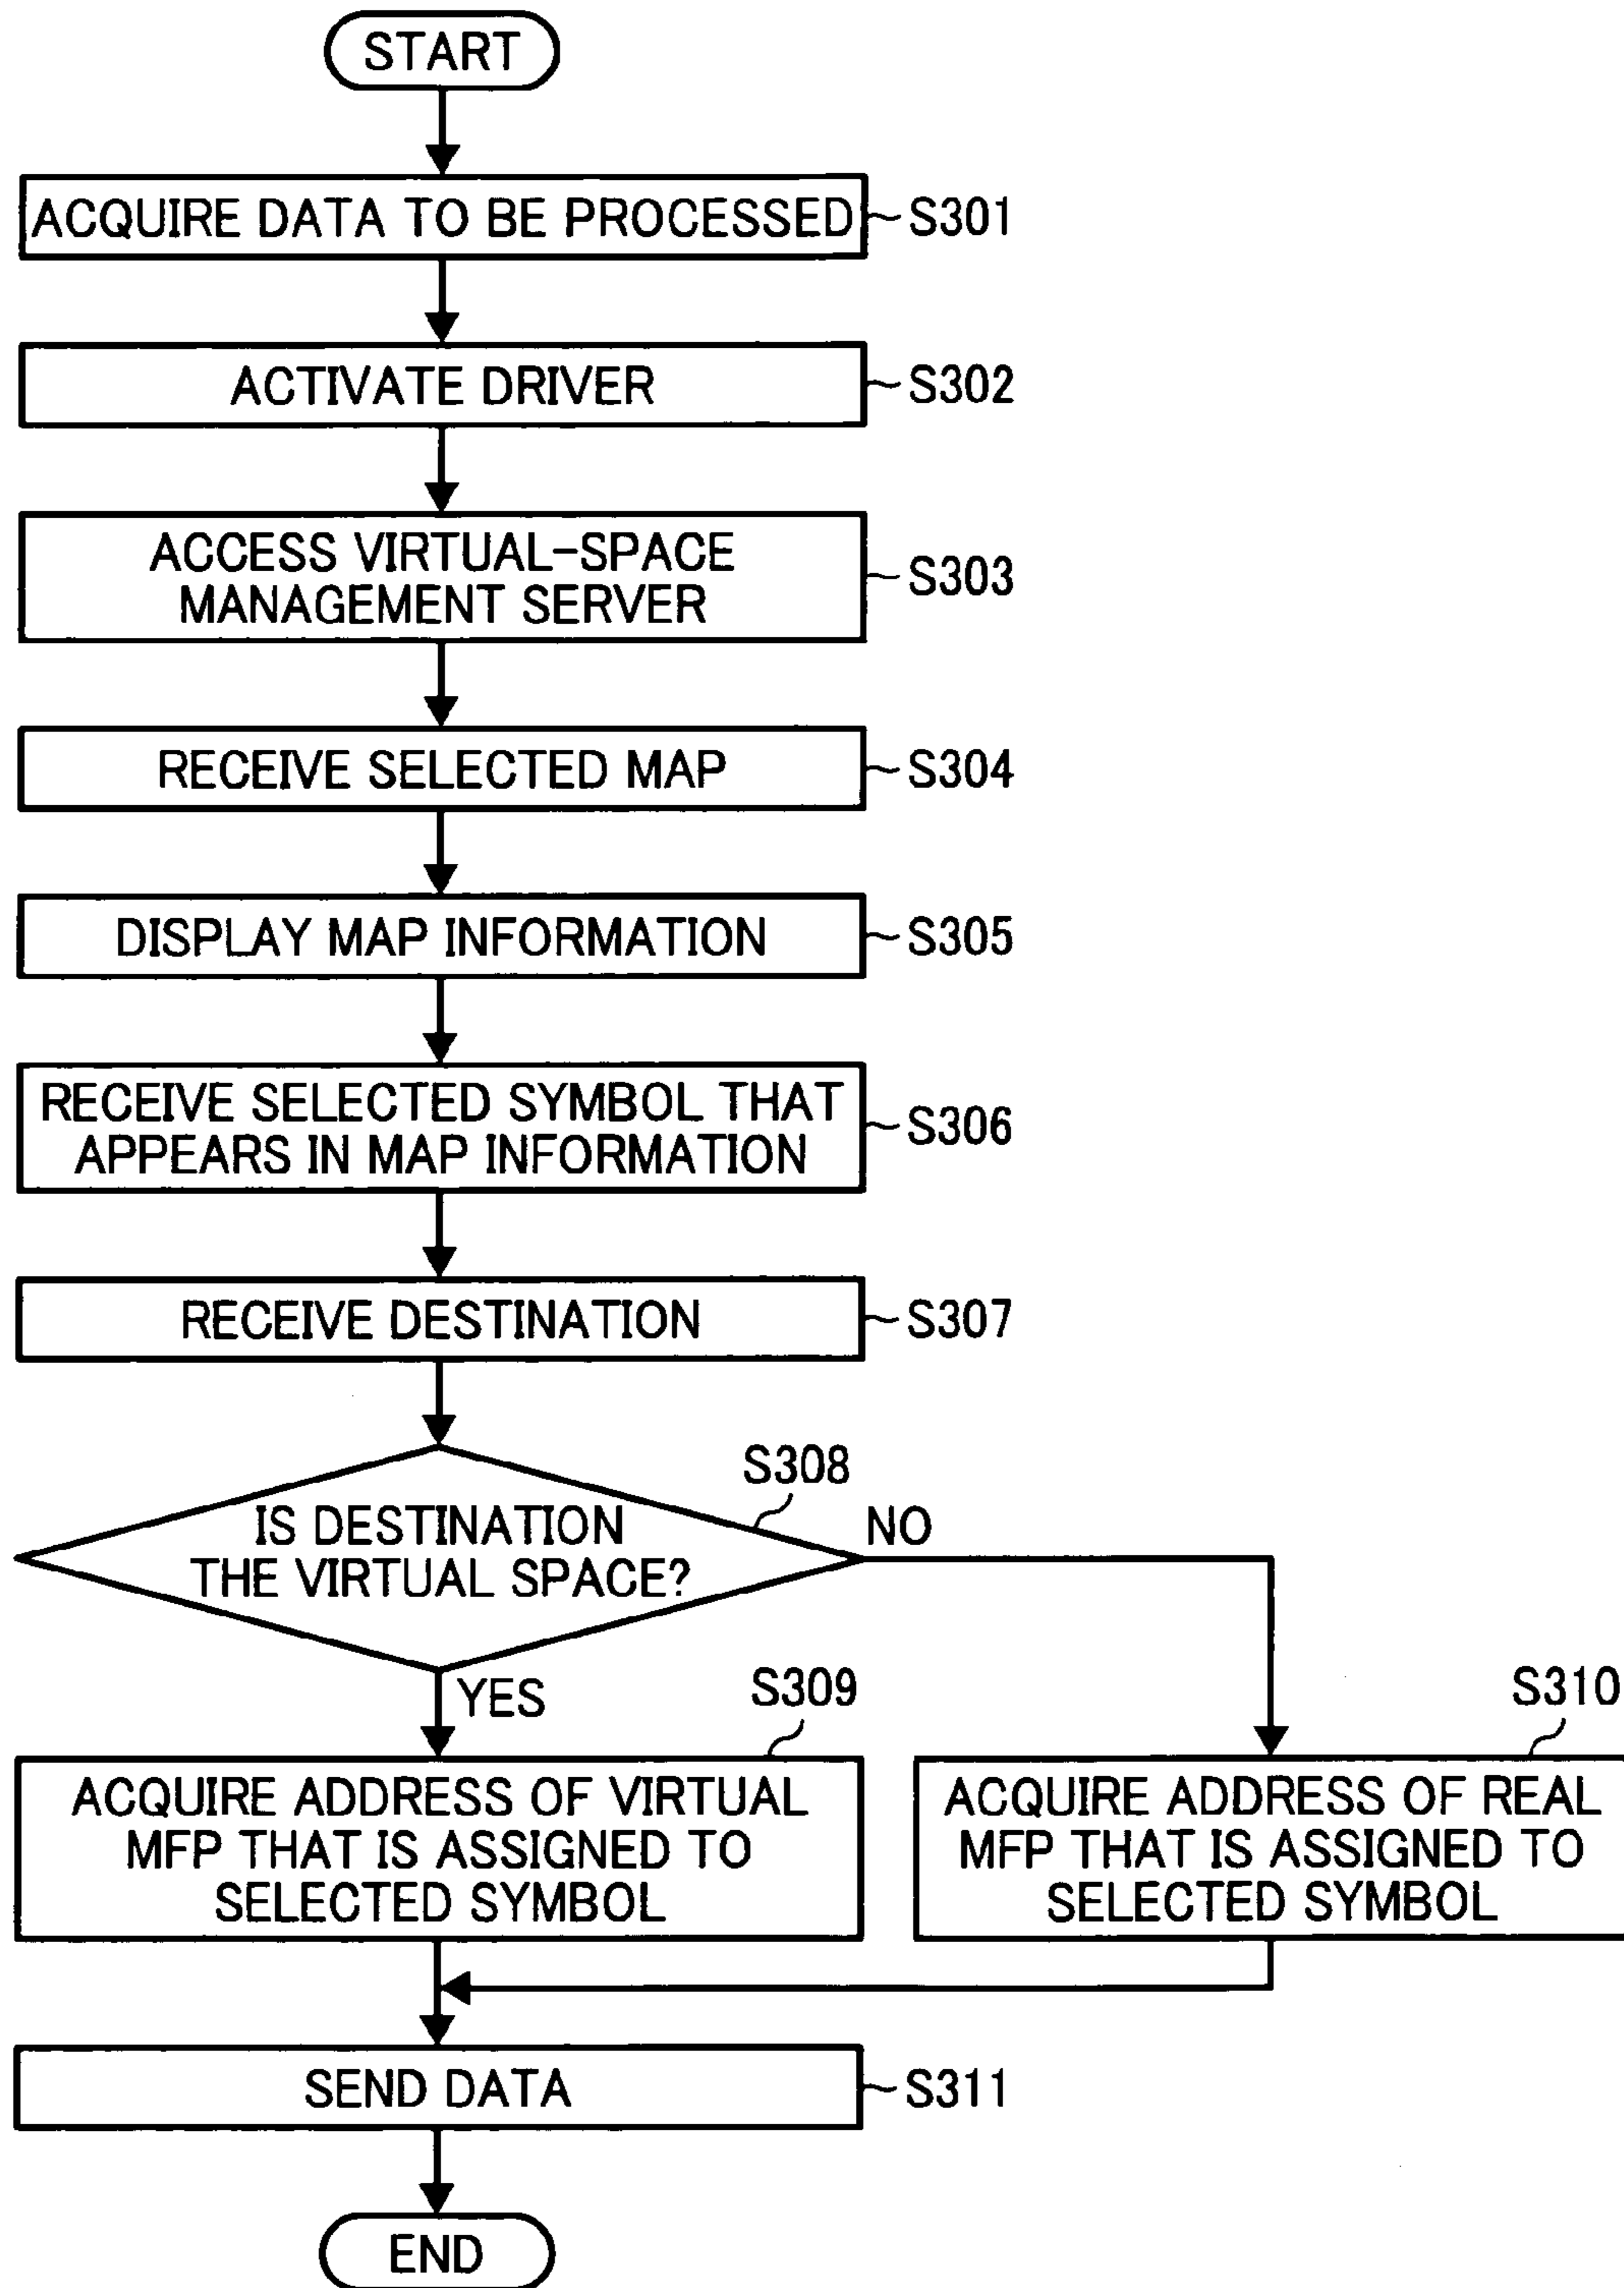 START
ACQUIRE DATA TO BE PROCESSED
S301
ACTIVATE DRIVER
S302
ACCESS VIRTUAL-SPACE
MANAGEMENT SERVER
S303
RECEIVE SELECTED MAP
S304
DISPLAY MAP INFORMATION
S305
RECEIVE SELECTED SYMBOL THAT
APPEARS IN MAP INFORMATION
S306
RECEIVE DESTINATION
S307
S308
IS DESTINATION
THE VIRTUAL SPACE?
NO
YES
S309
ACQUIRE ADDRESS OF VIRTUAL
MFP THAT IS ASSIGNED TO
SELECTED SYMBOL
S310
ACQUIRE ADDRESS OF REAL
MFP THAT IS ASSIGNED TO
SELECTED SYMBOL
SEND DATA
S311
END